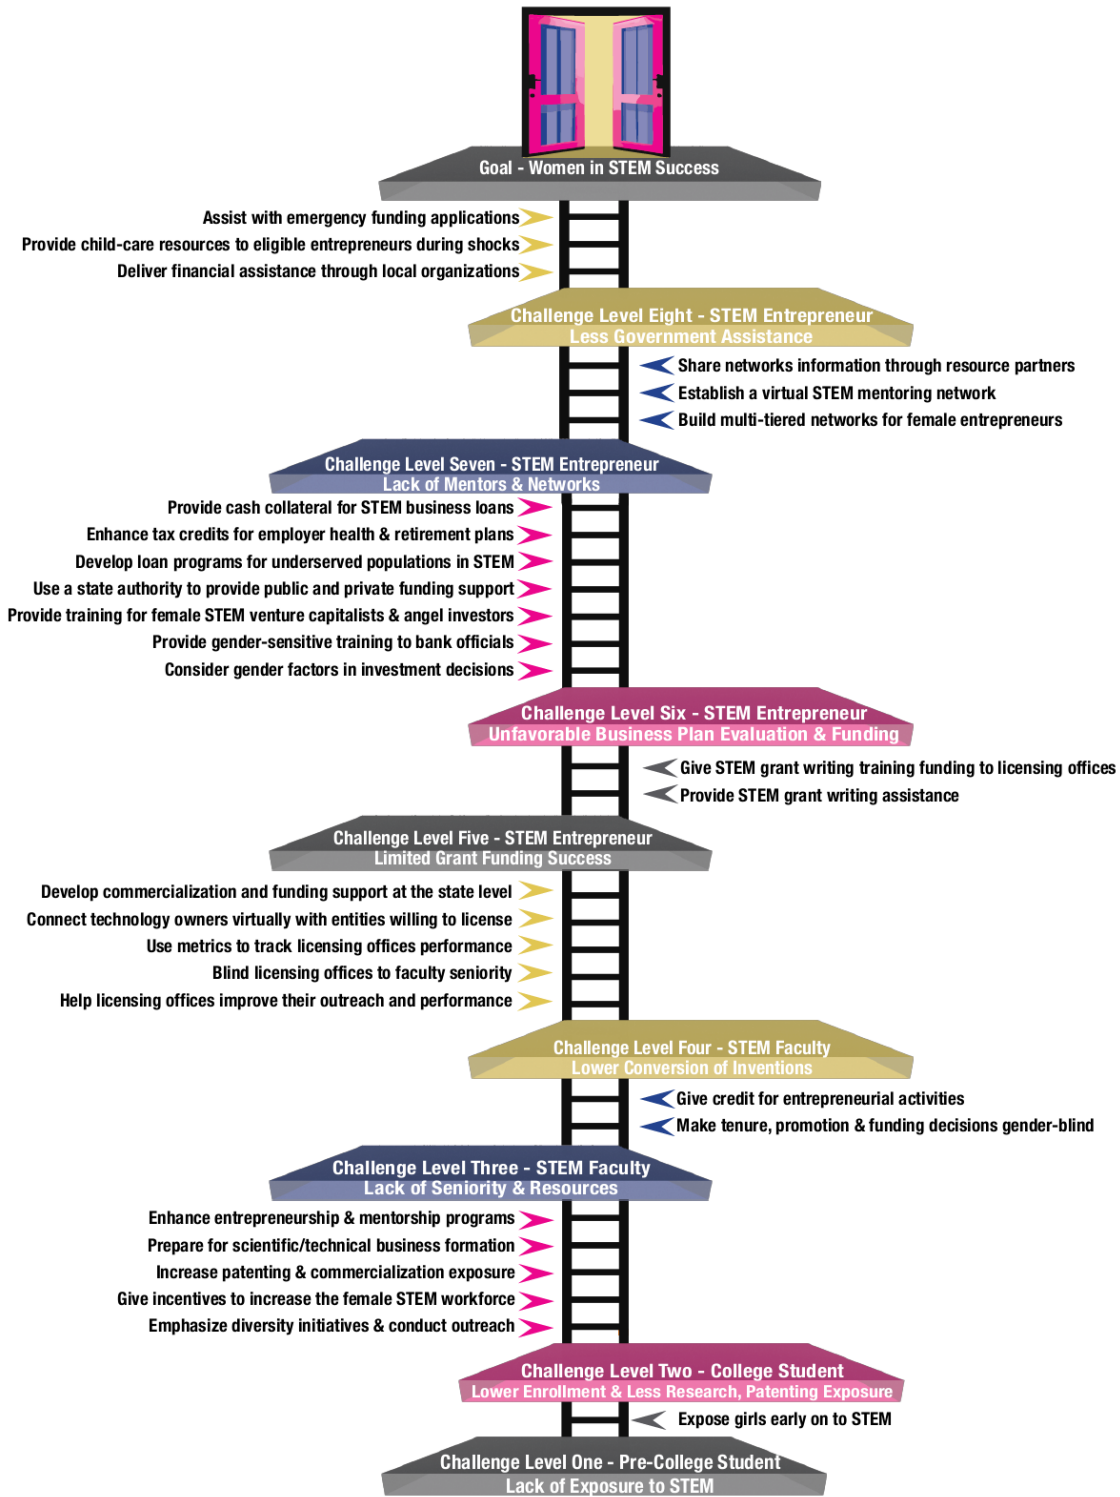 Goal - Women in STEM Success
Assist with emergency funding applications
Provide child-care resources to eligible entrepreneurs during shocks
Deliver financial assistance through local organizations
Challenge Level Eight - STEM Entrepreneur
Less Government Assistance
Share networks information through resource partners
Establish a virtual STEM mentoring network
Build multi-tiered networks for female entrepreneurs
Challenge Level Seven - STEM Entrepreneur
Lack of Mentors & Networks
Provide cash collateral for STEM business loans
Enhance tax credits for employer health & retirement plans
Develop loan programs for underserved populations in STEM
Use a state authority to provide public and private funding support
Provide training for female STEM venture capitalists & angel investors
Provide gender-sensitive training to bank officials
Consider gender factors in investment decisions
Challenge Level Six - STEM Entrepreneur
Unfavorable Business Plan Evaluation & Funding
Give STEM grant writing training funding to licensing offices
Provide STEM grant writing assistance
Challenge Level Five - STEM Entrepreneur
Limited Grant Funding Success
Develop commercialization and funding support at the state level
Connect technology owners virtually with entities willing to license
Use metrics to track licensing offices performance
Blind licensing offices to faculty seniority
Help licensing offices improve their outreach and performance
Challenge Level Four - STEM Faculty
Lower Conversion of Inventions
Give credit for entrepreneurial activities
Make tenure, promotion & funding decisions gender-blind
Challenge Level Three - STEM Faculty
Lack of Seniority & Resources
Enhance entrepreneurship & mentorship programs
Prepare for scientific/technical business formation
Increase patenting & commercialization exposure
Give incentives to increase the female STEM workforce
Emphasize diversity initiatives & conduct outreach
Challenge Level Two - College Student
Lower Enrollment & Less Research, Patenting Exposure
Expose girls early on to STEM
Challenge Level One - Pre-College Student
Lack of Exposure to STEM